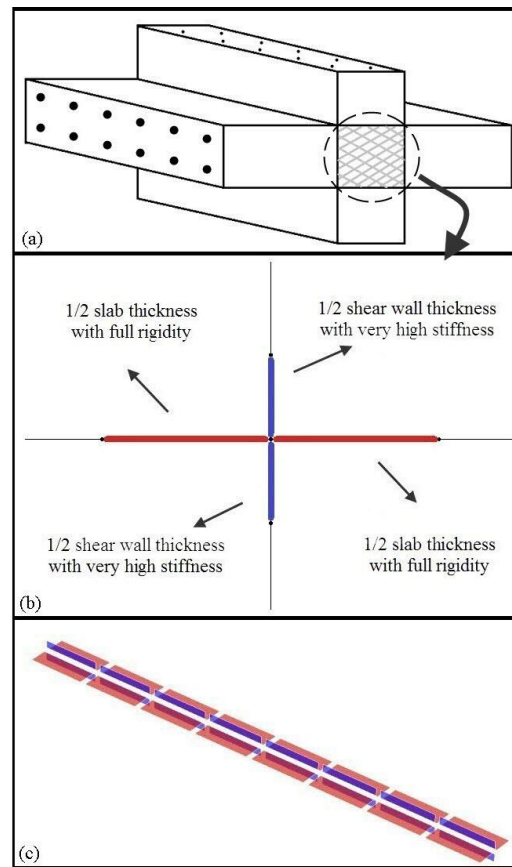 (a)
1/2 slab thickness
with full rigidity
1/2 shear wall thickness
with very high stiffness
1/2 shear wall thickness
with very high stiffness
1/2 slab thickness
with full rigidity
(b)
(c)